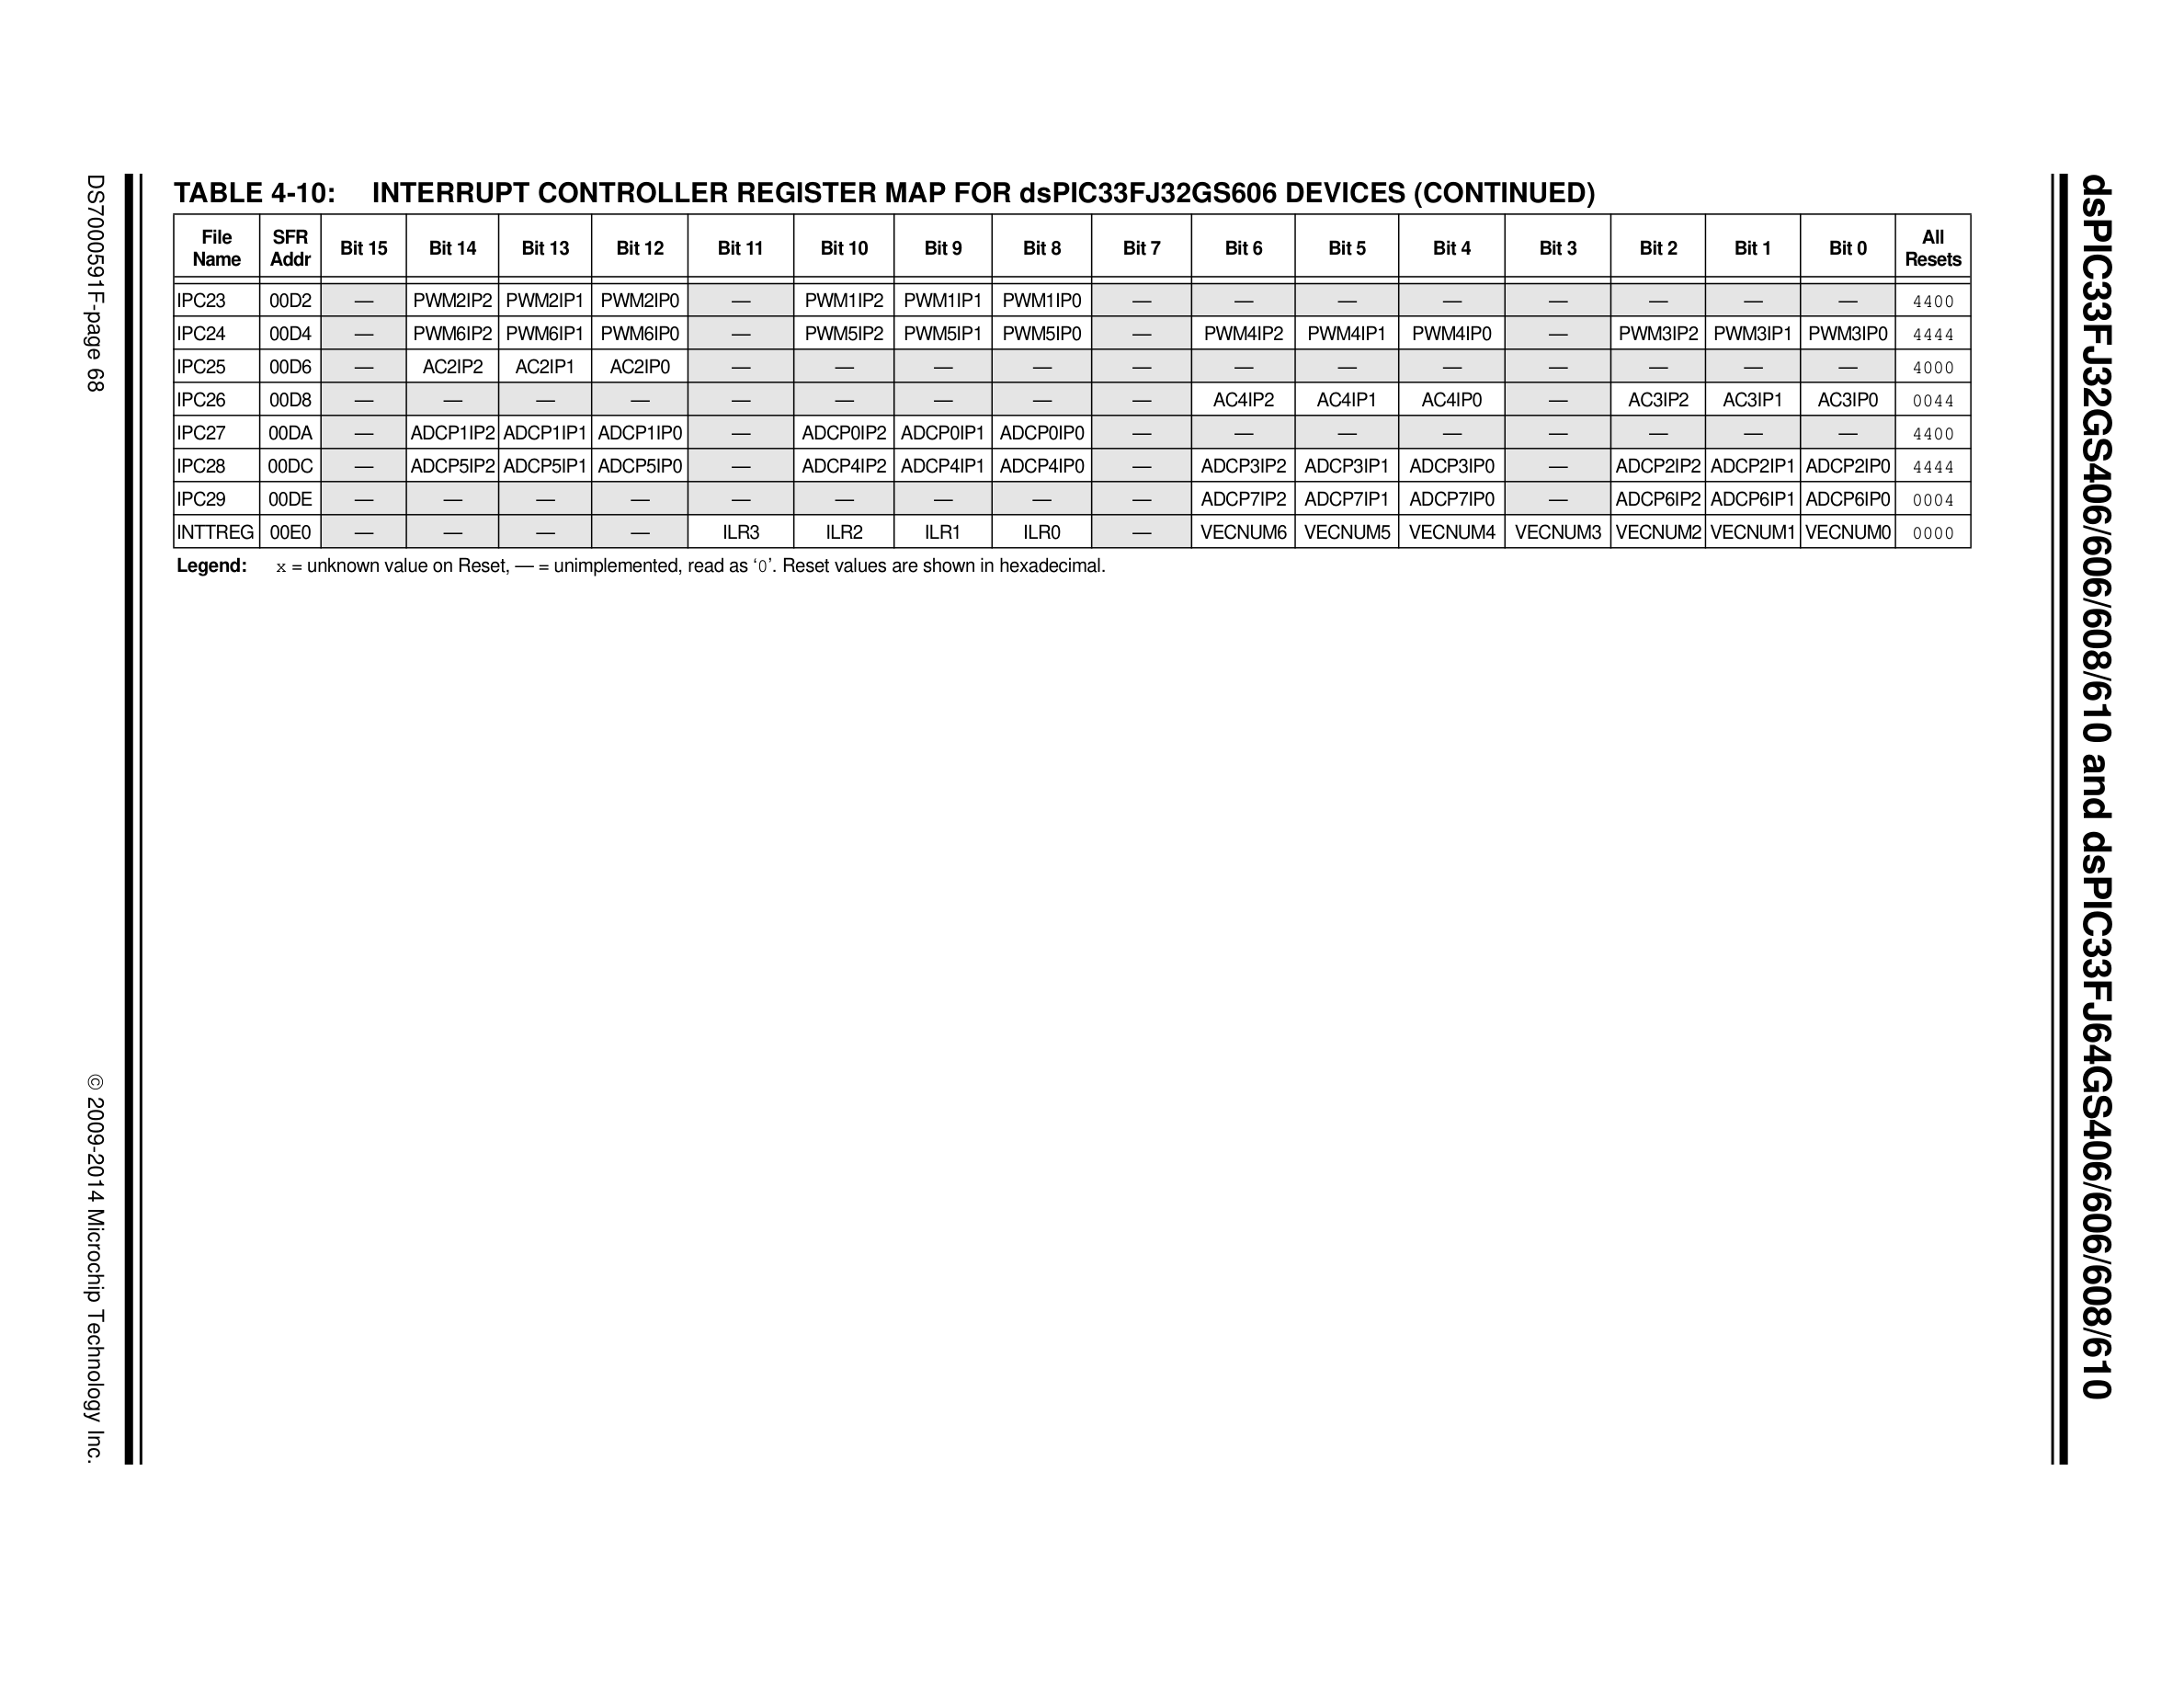 dsPIC33FJ32GS406/606/608/610 and dsPIC33FJ64GS406/606/608/610
TABLE 4-10: INTERRUPT CONTROLLER REGISTER MAP FOR dsPIC33FJ32GS606 DEVICES (CONTINUED)
File Name SFR Addr Bit 15 Bit 14 Bit 13 Bit 12 Bit 11 Bit 10 Bit 9 Bit 8 Bit 7 Bit 6 Bit 5 Bit 4 Bit 3 Bit 2 Bit 1 Bit 0 All Resets
IPC23 00D2 — PWM2IP2 PWM2IP1 PWM2IP0 — PWM1IP2 PWM1IP1 PWM1IP0 — — — — — — — — 4400
IPC24 00D4 — PWM6IP2 PWM6IP1 PWM6IP0 — PWM5IP2 PWM5IP1 PWM5IP0 — PWM4IP2 PWM4IP1 PWM4IP0 — PWM3IP2 PWM3IP1 PWM3IP0 4444
IPC25 00D6 — AC2IP2 AC2IP1 AC2IP0 — — — — — — — — — — — — 4000
IPC26 00D8 — — — — — — — — — AC4IP2 AC4IP1 AC4IP0 — AC3IP2 AC3IP1 AC3IP0 0044
IPC27 00DA — ADCP1IP2 ADCP1IP1 ADCP1IP0 — ADCP0IP2 ADCP0IP1 ADCP0IP0 — — — — — — — — 4400
IPC28 00DC — ADCP5IP2 ADCP5IP1 ADCP5IP0 — ADCP4IP2 ADCP4IP1 ADCP4IP0 — ADCP3IP2 ADCP3IP1 ADCP3IP0 — ADCP2IP2 ADCP2IP1 ADCP2IP0 4444
IPC29 00DE — — — — — — — — — ADCP7IP2 ADCP7IP1 ADCP7IP0 — ADCP6IP2 ADCP6IP1 ADCP6IP0 0004
INTTREG 00E0 — — — — ILR3 ILR2 ILR1 ILR0 — VECNUM6 VECNUM5 VECNUM4 VECNUM3 VECNUM2 VECNUM1 VECNUM0 0000
Legend: x = unknown value on Reset, — = unimplemented, read as ‘0’. Reset values are shown in hexadecimal.
DS70000591F-page 68
© 2009-2014 Microchip Technology Inc.